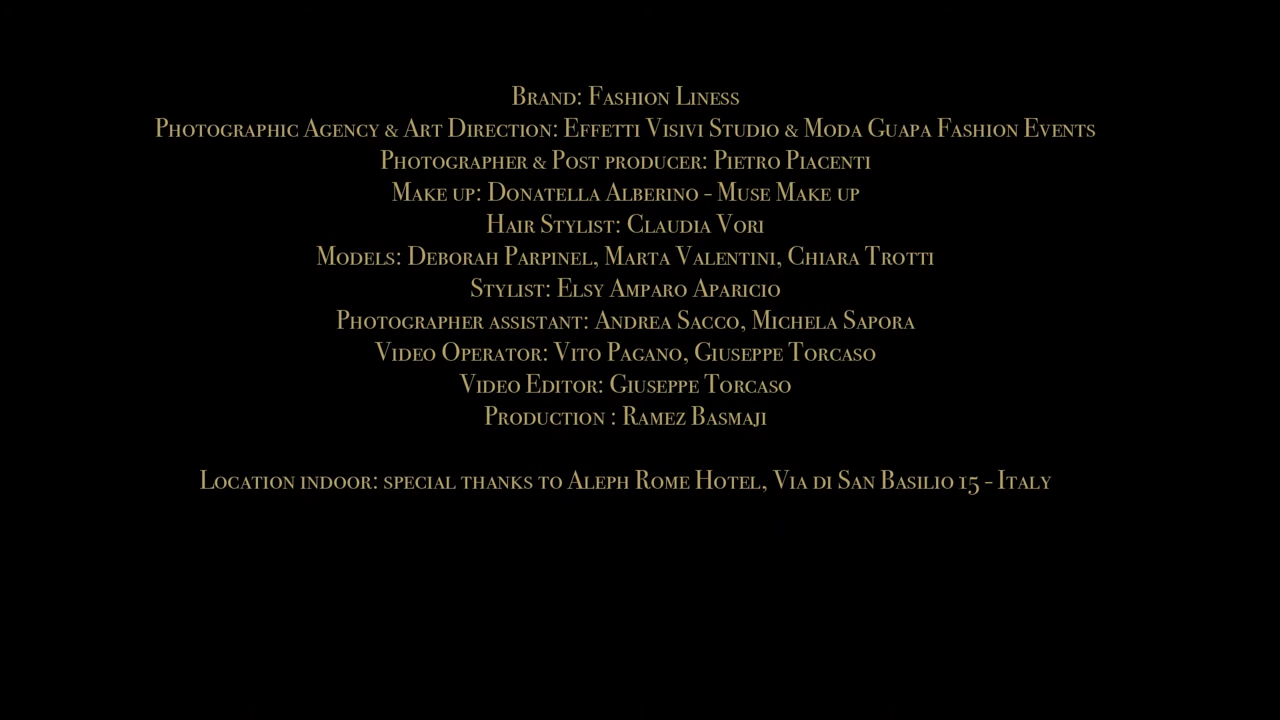 Brand: Fashion Liness
Photographic Agency & Art Direction: Effetti Visivi Studio & Moda Guapa Fashion Events
Photographer & Post producer: Pietro Piacenti
Make up: Donatella Alberino - Muse Make up
Hair Stylist: Claudia Vori
Models: Deborah Parpinel, Marta Valentini, Chiara Trotti
Stylist: Elsy Amparo Aparicio
Photographer assistant: Andrea Sacco, Michela Sapora
Video Operator: Vito Pagano, Giuseppe Torcaso
Video Editor: Giuseppe Torcaso
Production : Ramez Basmaji
Location indoor: special thanks to Aleph Rome Hotel, Via di San Basilio 15 - Italy